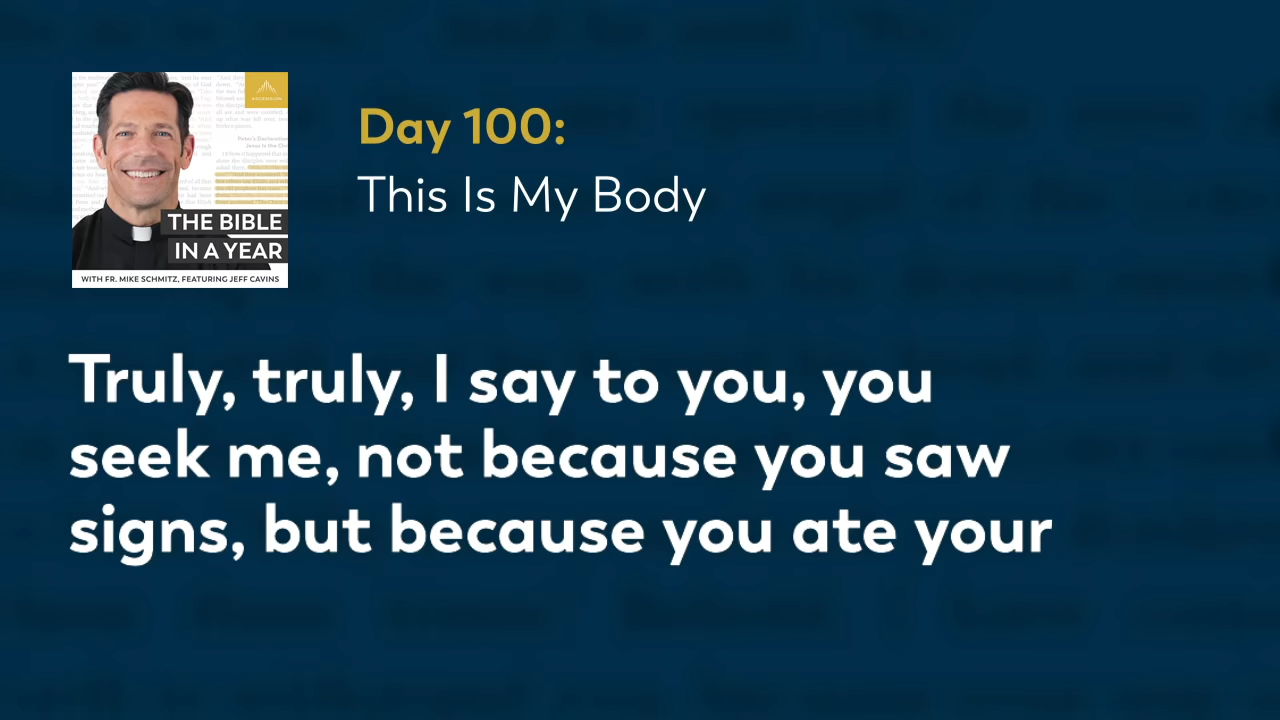 ASCENSION
THE BIBLE
IN A YEAR
WITH FR. MIKE SCHMITZ, FEATURING JEFF CAVINS
Day 100:
This Is My Body
Truly, truly, I say to you, you
seek me, not because you saw
signs, but because you ate your